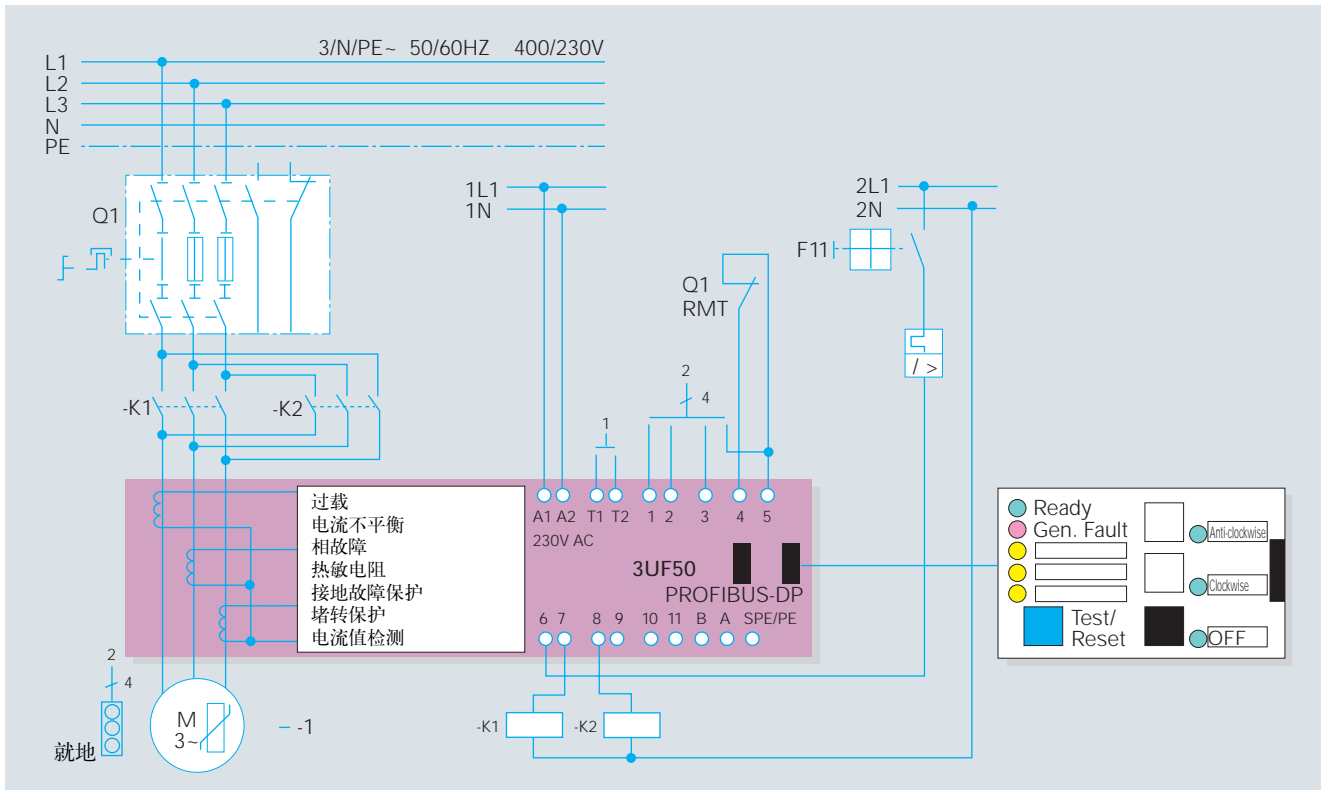 3/N/PE~ 50/60HZ 400/230V
L1
L2
L3
N
PE
Q1
1L1
1N
2L1
2N
F11
Q1
RMT
/ >
2
4
1
-K1
-K2
过载
电流不平衡
相故障
热敏电阻
接地故障保护
堵转保护
电流值检测
A1 A2 T1 T2 1 2 3 4 5
230V AC
3UF50
PROFIBUS-DP
6 7 8 9 10 11 B A SPE/PE
Ready
Gen. Fault
Test/
Reset
Anti-clockwise
Clockwise
OFF
2
4
就地
M
3~
- -1
-K1
-K2